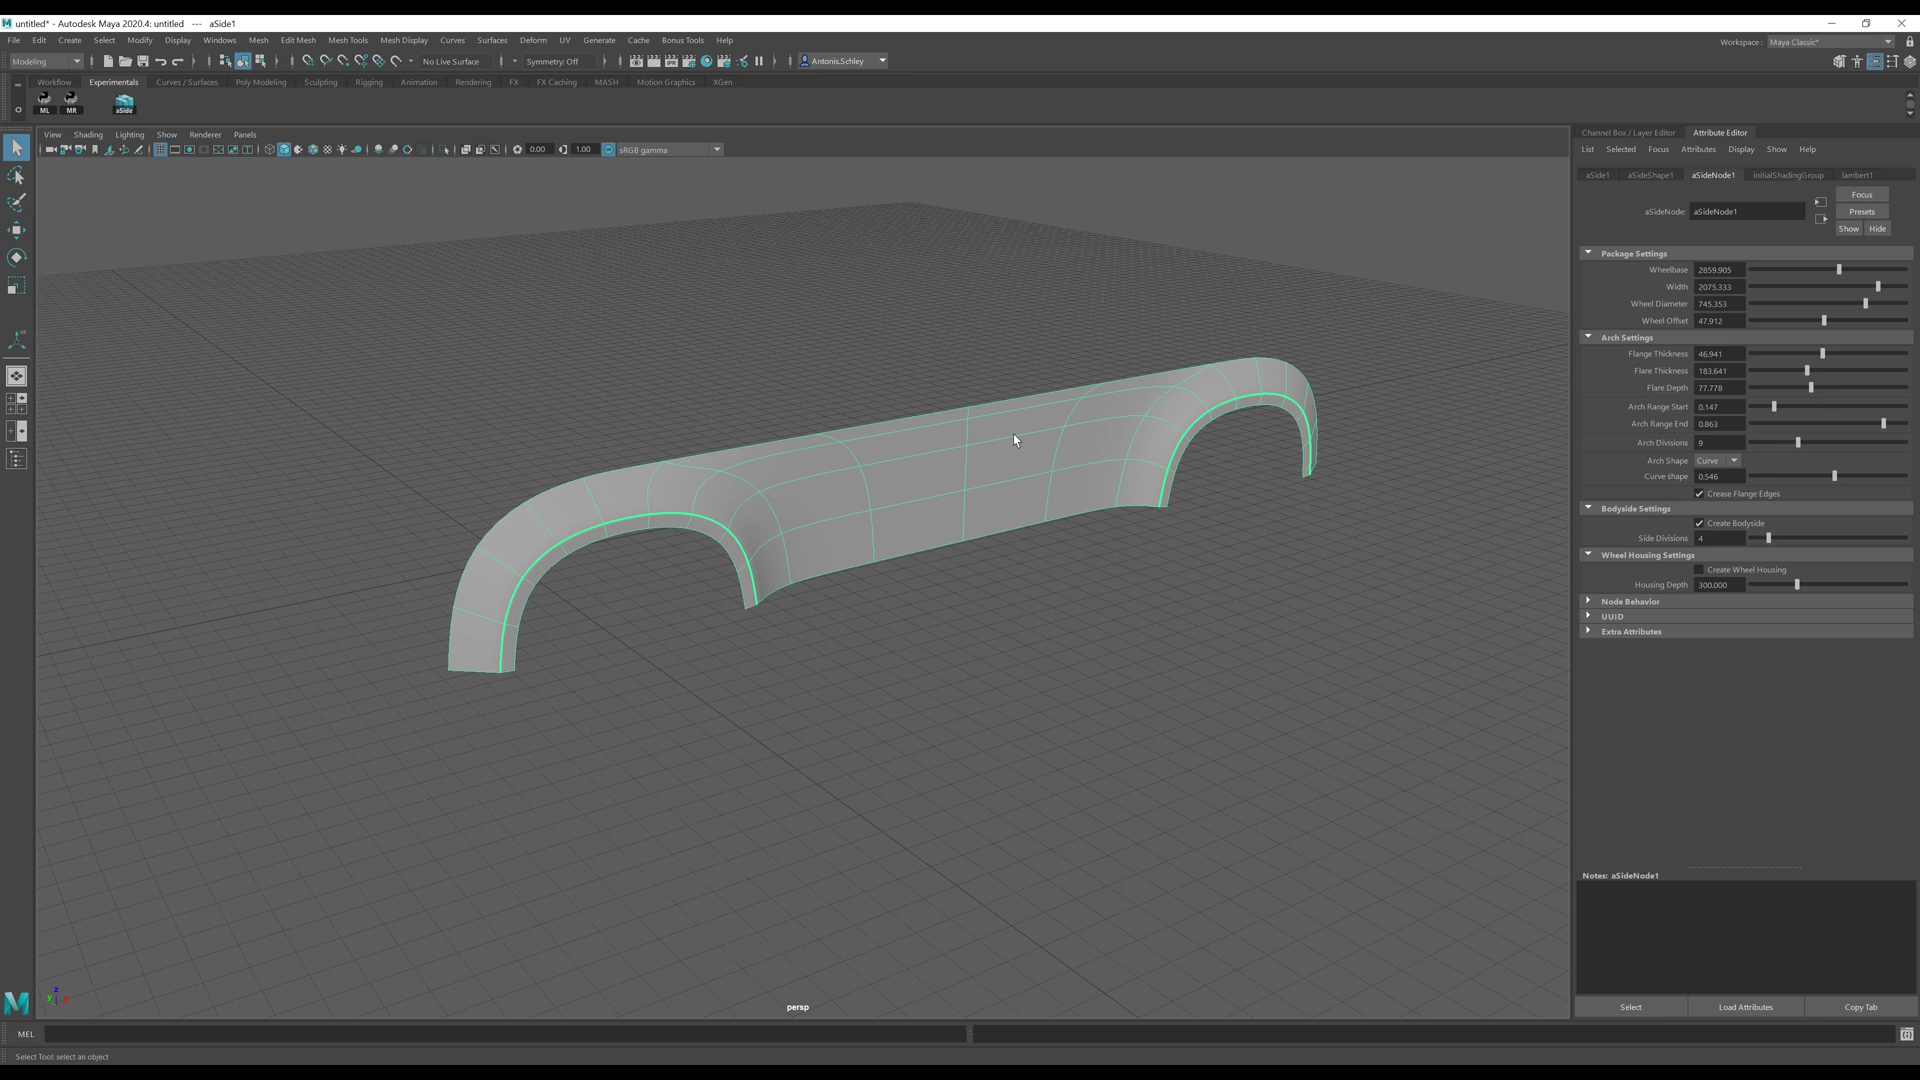 untitled* - Autodesk Maya 2020.4: untitled --- aSide1
File Edit Create Select Modify Display Windows Mesh Edit Mesh Mesh Tools Mesh Display Curves Surfaces Deform UV Generate Cache Bonus Tools Help
Workspace : Maya Classic*
Modeling No Live Surface Symmetry: Off Antonis.Schley
Workflow Experimentals Curves / Surfaces Poly Modeling Sculpting Rigging Animation Rendering FX FX Caching MASH Motion Graphics XGen
ML MR aSide
View Shading Lighting Show Renderer Panels
0.00 1.00 sRGB gamma
Channel Box / Layer Editor Attribute Editor
List Selected Focus Attributes Display Show Help
aSide1 aSideShape1 aSideNode1 initialShadingGroup lambert1
Focus
aSideNode: aSideNode1 Presets
Show Hide
Package Settings
Wheelbase 2859.905
Width 2075.333
Wheel Diameter 745.353
Wheel Offset 47.912
Arch Settings
Flange Thickness 46.941
Flare Thickness 183.641
Flare Depth 77.778
Arch Range Start 0.147
Arch Range End 0.863
Arch Divisions 9
Arch Shape Curve
Curve shape 0.546
Crease Flange Edges
Bodyside Settings
Create Bodyside
Side Divisions 4
Wheel Housing Settings
Create Wheel Housing
Housing Depth 300.000
Node Behavior
UUID
Extra Attributes
Notes: aSideNode1
z
y x
persp
Select Load Attributes Copy Tab
MEL
Select Tool: select an object